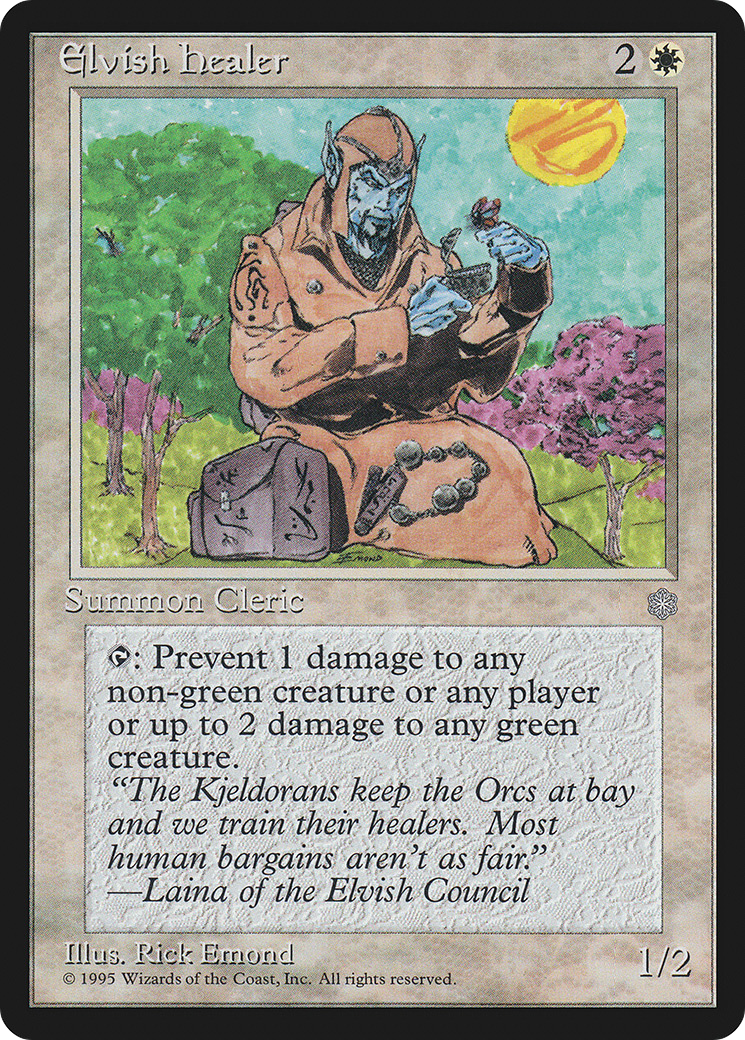 Elvish Healer
2
EMOND
Summon Cleric
: Prevent 1 damage to any
non-green creature or any player
or up to 2 damage to any green
creature.
“The Kjeldorans keep the Orcs at bay
and we train their healers. Most
human bargains aren’t as fair.”
—Laina of the Elvish Council
Illus. Rick Emond
1/2
© 1995 Wizards of the Coast, Inc. All rights reserved.